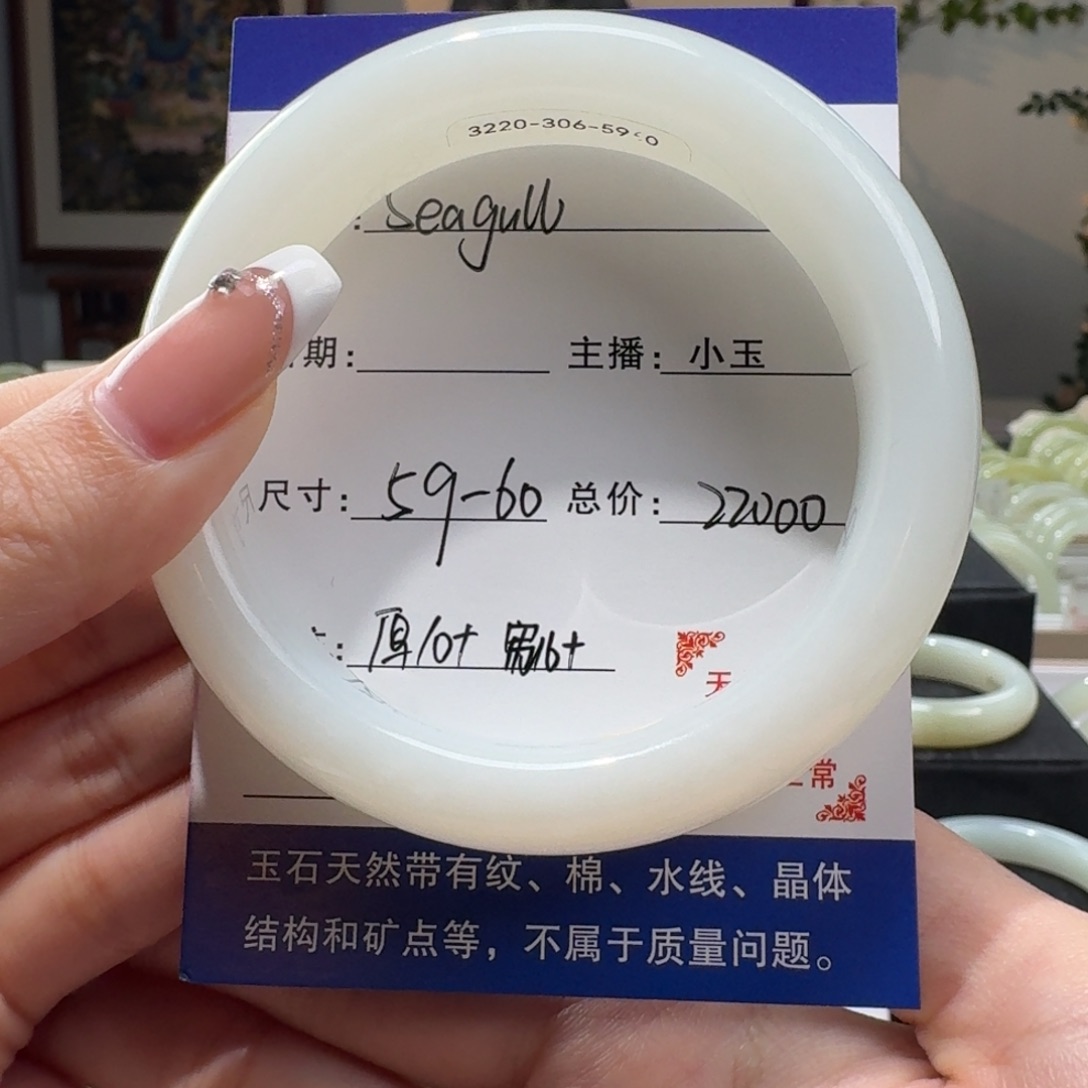 3220-306-59
: Seagull
期: 主播: 小玉
尺寸: 59-60 总价: 22000
: 厚10+ 宽16+
天
常
玉石天然带有纹、棉、水线、晶体
结构和矿点等，不属于质量问题。